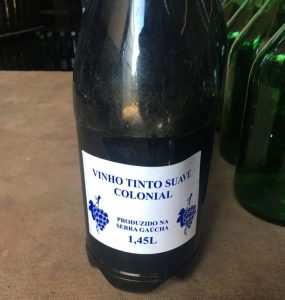 VINHO TINTO SUAVE
COLONIAL
PRODUZIDO NA
SERRA GAÚCHA
1,45L